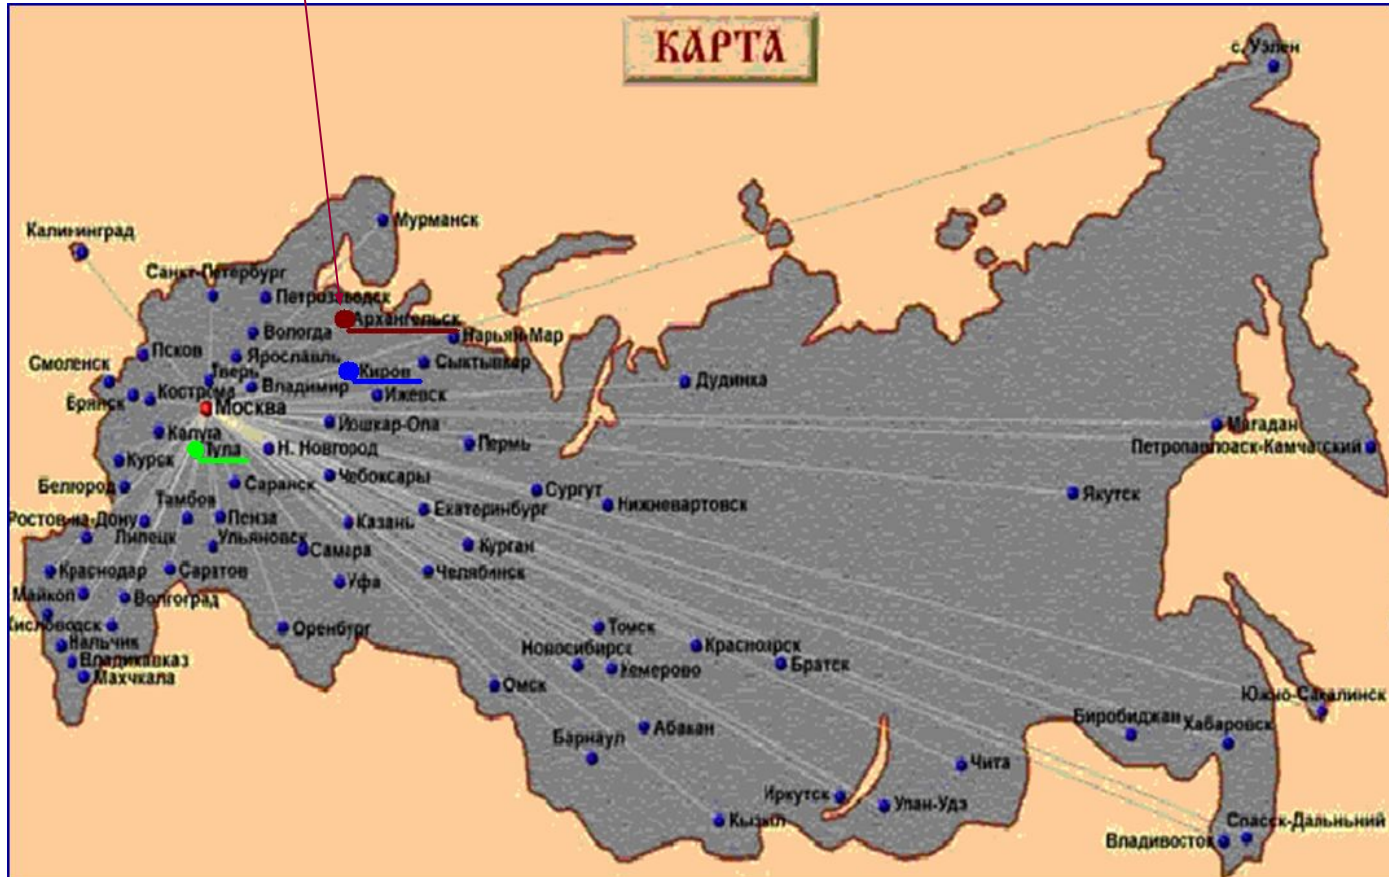 КАРТА
с. Уэлен
Мурманск
Калининград
Санкт-Петербург
Петрозаводск
Архангельск
Вологда
Нарьян-Мар
Псков
Ярославль
Сыктывкар
Смоленск
Тверь
Киров
Дудинка
Владимир
Кострома
Ижевск
Брянск
Москва
Йошкар-Ола
Магадан
Калуга
Пермь
Петропавлоаск-Камчатский
Тула
Н. Новгород
Курск
Чебоксары
Саранск
Белгород
Сургут
Якутск
Тамбов
Нижневартовск
Екатеринбург
Ростов-на-Дону
Пенза
Казань
Липецк
Ульяновск
Самара
Курган
Краснодар
Саратов
Челябинск
Уфа
Майкоп
Волгоград
Кисловодск
Оренбург
Томск
Нальчик
Новосибирск
Красноярск
Владикавказ
Кемерово
Братск
Махчкала
Омск
Южно-Сахалинск
Биробиджан
Хабаровск
Абакан
Барнаул
Чита
Иркутск
Улан-Удэ
Кызыл
Спасск-Дальньний
Владивосток